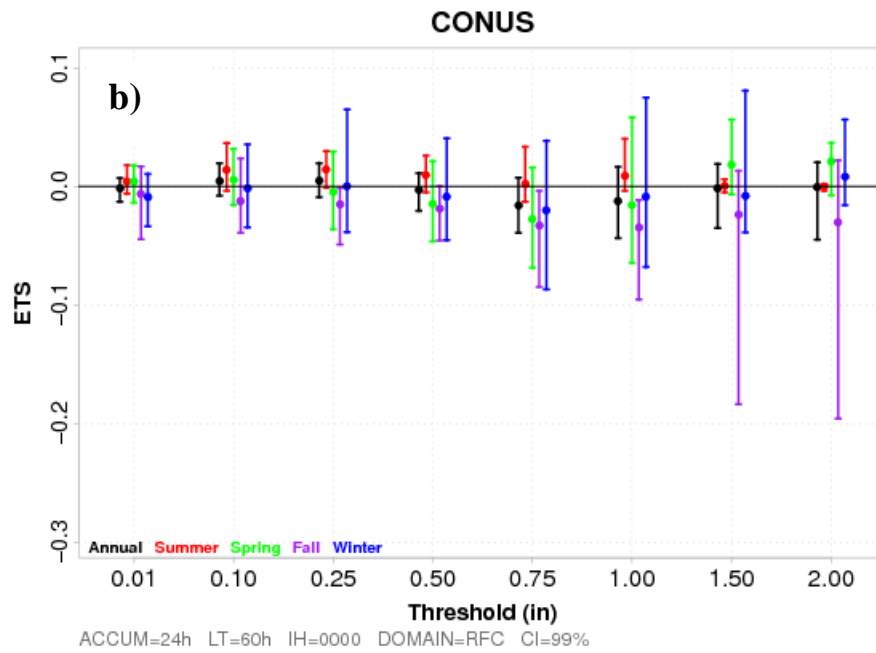 CONUS
b)
0.1
0.0
−0.1
−0.2
−0.3
ETS
Annual Summer Spring Fall Winter
0.01 0.10 0.25 0.50 0.75 1.00 1.50 2.00
Threshold (in)
ACCUM=24h LT=60h IH=0000 DOMAIN=RFC CI=99%